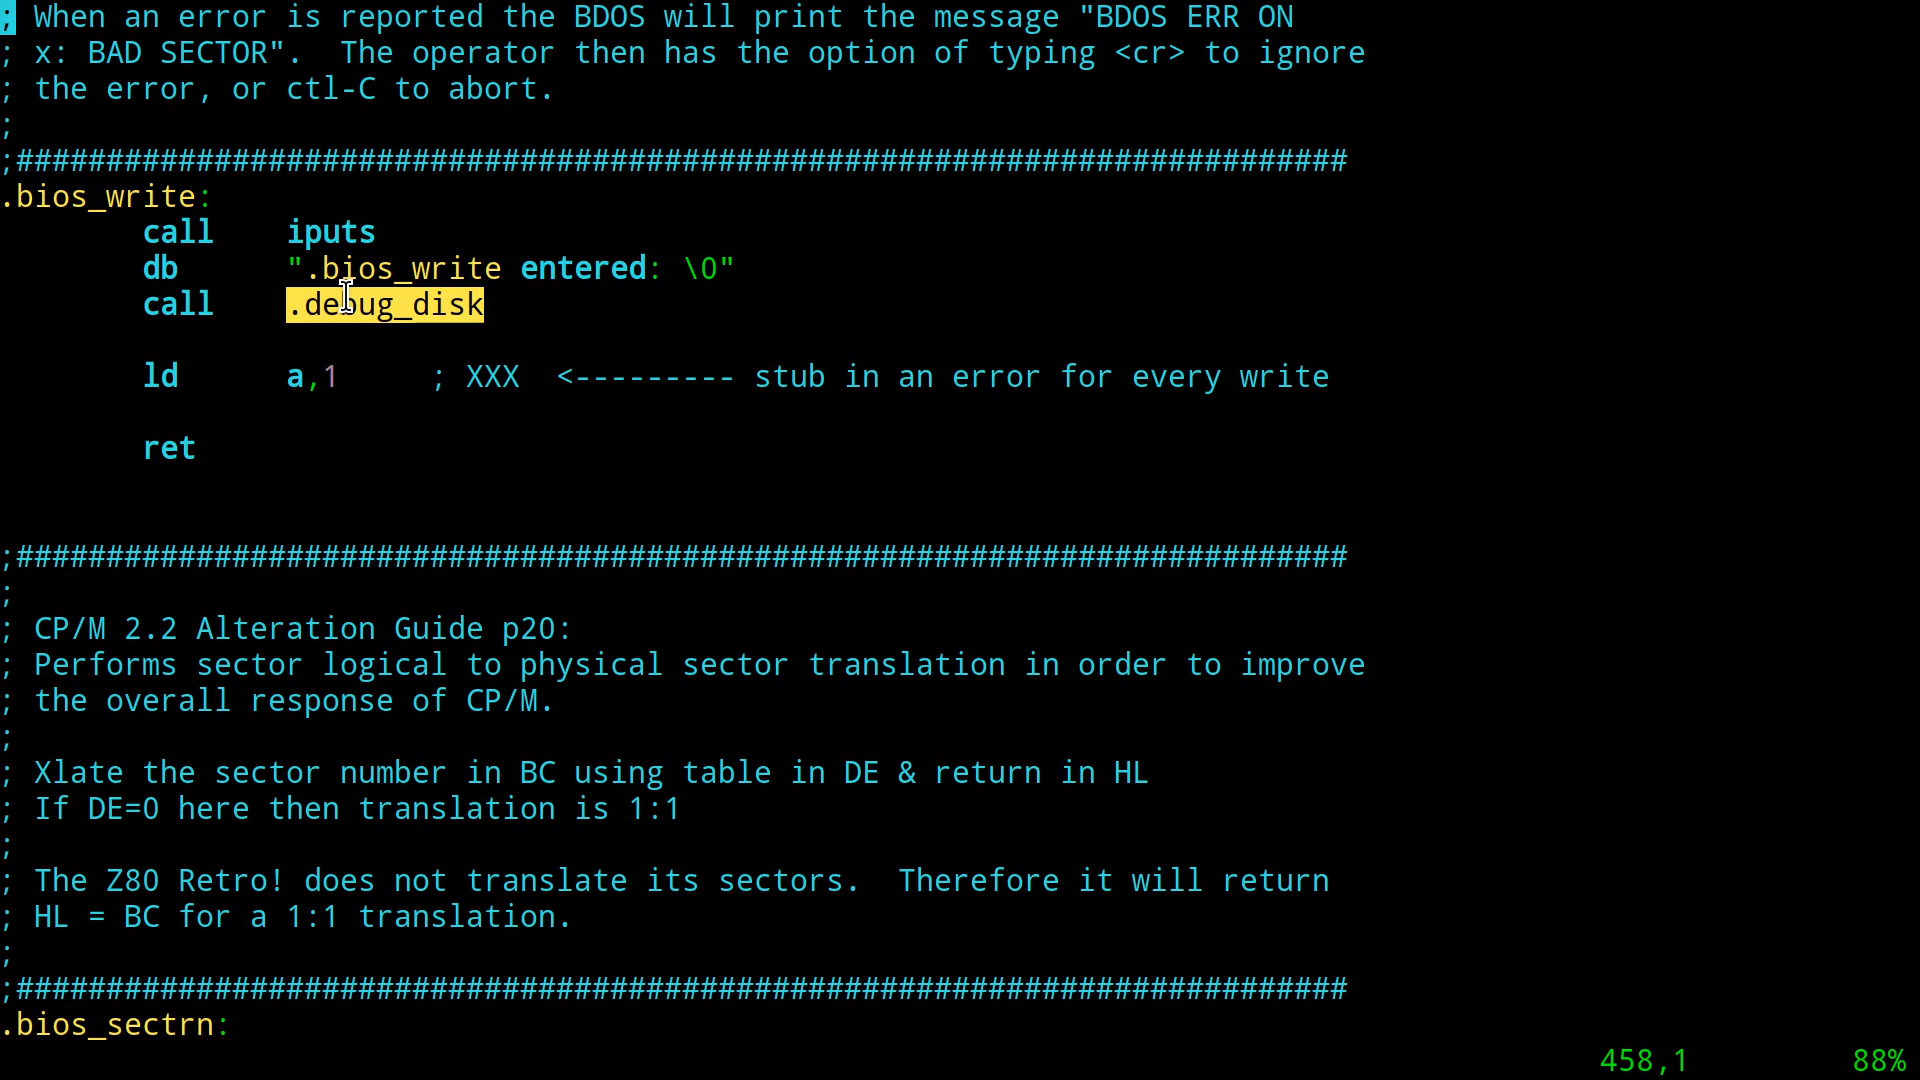 ; When an error is reported the BDOS will print the message "BDOS ERR ON
; x: BAD SECTOR".  The operator then has the option of typing <cr> to ignore
; the error, or ctl-C to abort.
;
;##########################################################################
.bios_write:
        call    iputs
        db      ".bios_write entered: \0"
        call    .debug_disk

        ld      a,1     ; XXX  <--------- stub in an error for every write

        ret


;##########################################################################
;
; CP/M 2.2 Alteration Guide p20:
; Performs sector logical to physical sector translation in order to improve
; the overall response of CP/M.
;
; Xlate the sector number in BC using table in DE & return in HL
; If DE=0 here then translation is 1:1
;
; The Z80 Retro! does not translate its sectors.  Therefore it will return
; HL = BC for a 1:1 translation.
;
;##########################################################################
.bios_sectrn:
458,1         88%